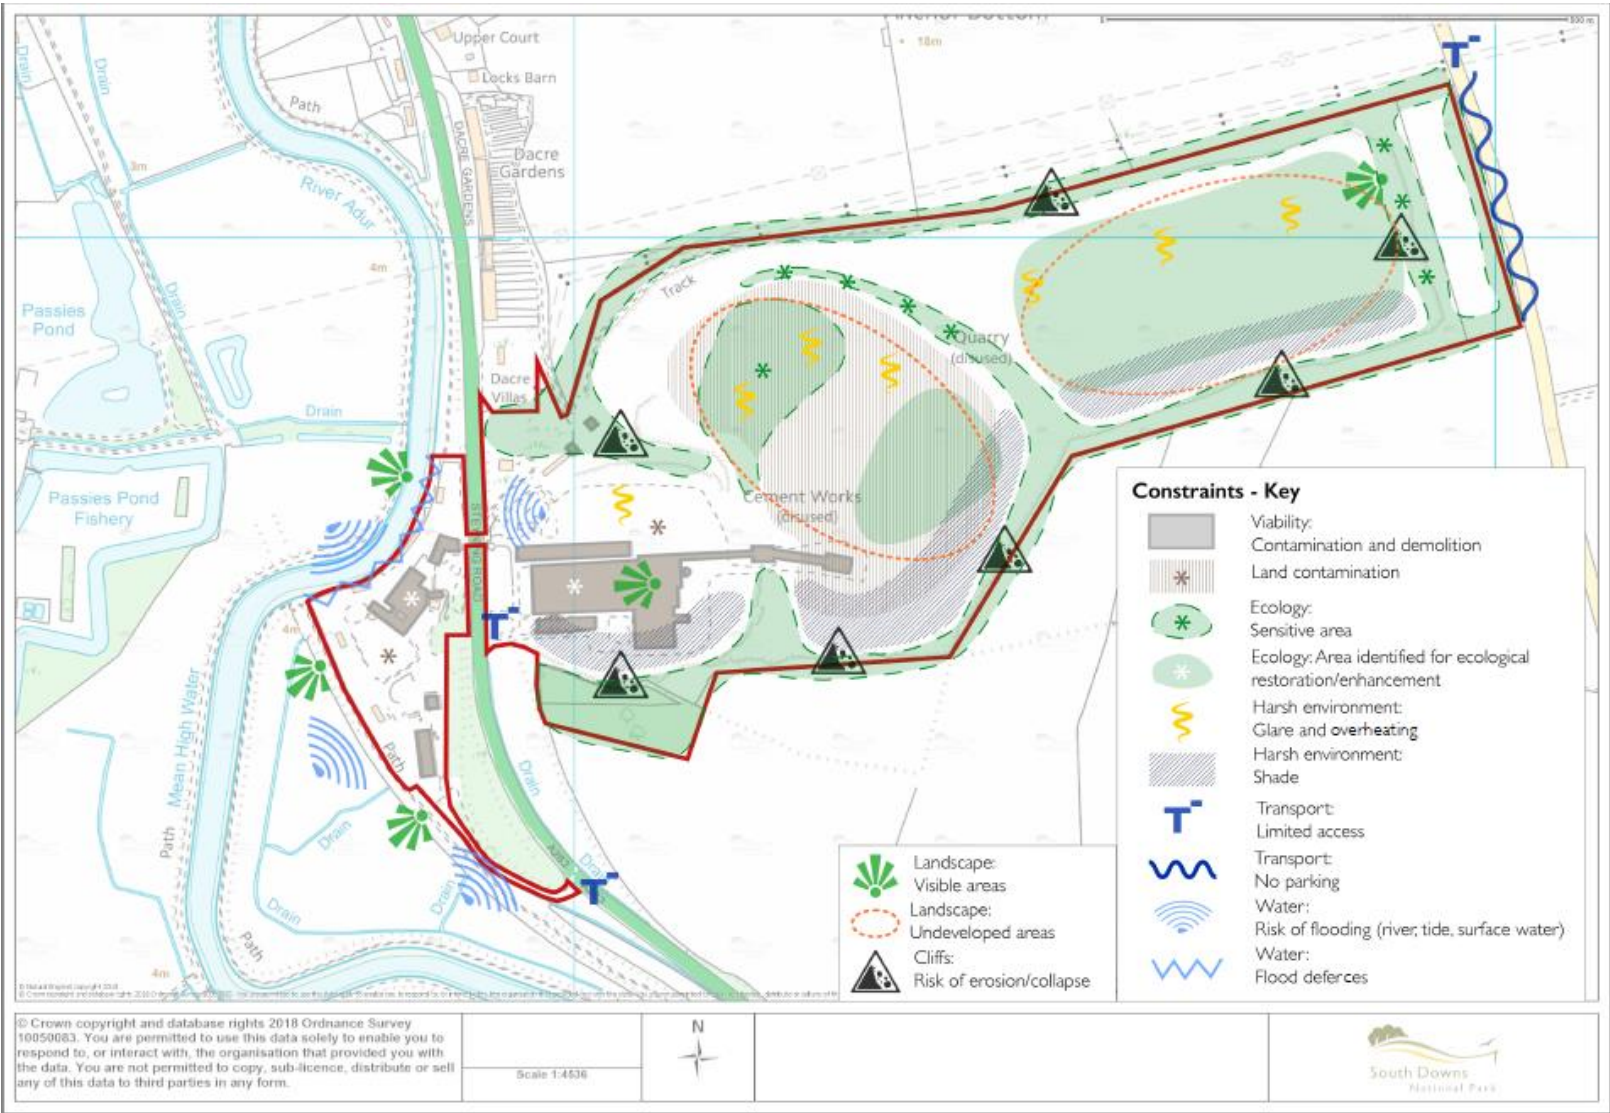 Anchor Bottom
18m
500 m
Upper Court
Locks Barn
Drain
Drain
Path
DACRE GARDENS
Dacre
Gardens
3m
River Adur
4m
Drain
Track
Passies
Pond
Quarry
(disused)
Dacre
Villas
Drain
Passies Pond
Fishery
Cement Works
(disused)
STEYNING ROAD
4m
Mean High Water
Path
Path
Drain
Drain
Drain
Drain
Drain
Path
4m
Constraints - Key
Viability:
Contamination and demolition
Land contamination
Ecology:
Sensitive area
Ecology: Area identified for ecological
restoration/enhancement
Harsh environment:
Glare and overheating
Harsh environment:
Shade
Transport:
Limited access
Transport:
No parking
Water:
Risk of flooding (river, tide, surface water)
Water:
Flood defences
Landscape:
Visible areas
Landscape:
Undeveloped areas
Cliffs:
Risk of erosion/collapse
© Crown copyright and database rights 2018 Ordnance Survey
10050083. You are permitted to use this data solely to enable you to
respond to, or interact with, the organisation that provided you with
the data. You are not permitted to copy, sub-licence, distribute or sell
any of this data to third parties in any form.
Scale 1:4536
N
South Downs
National Park